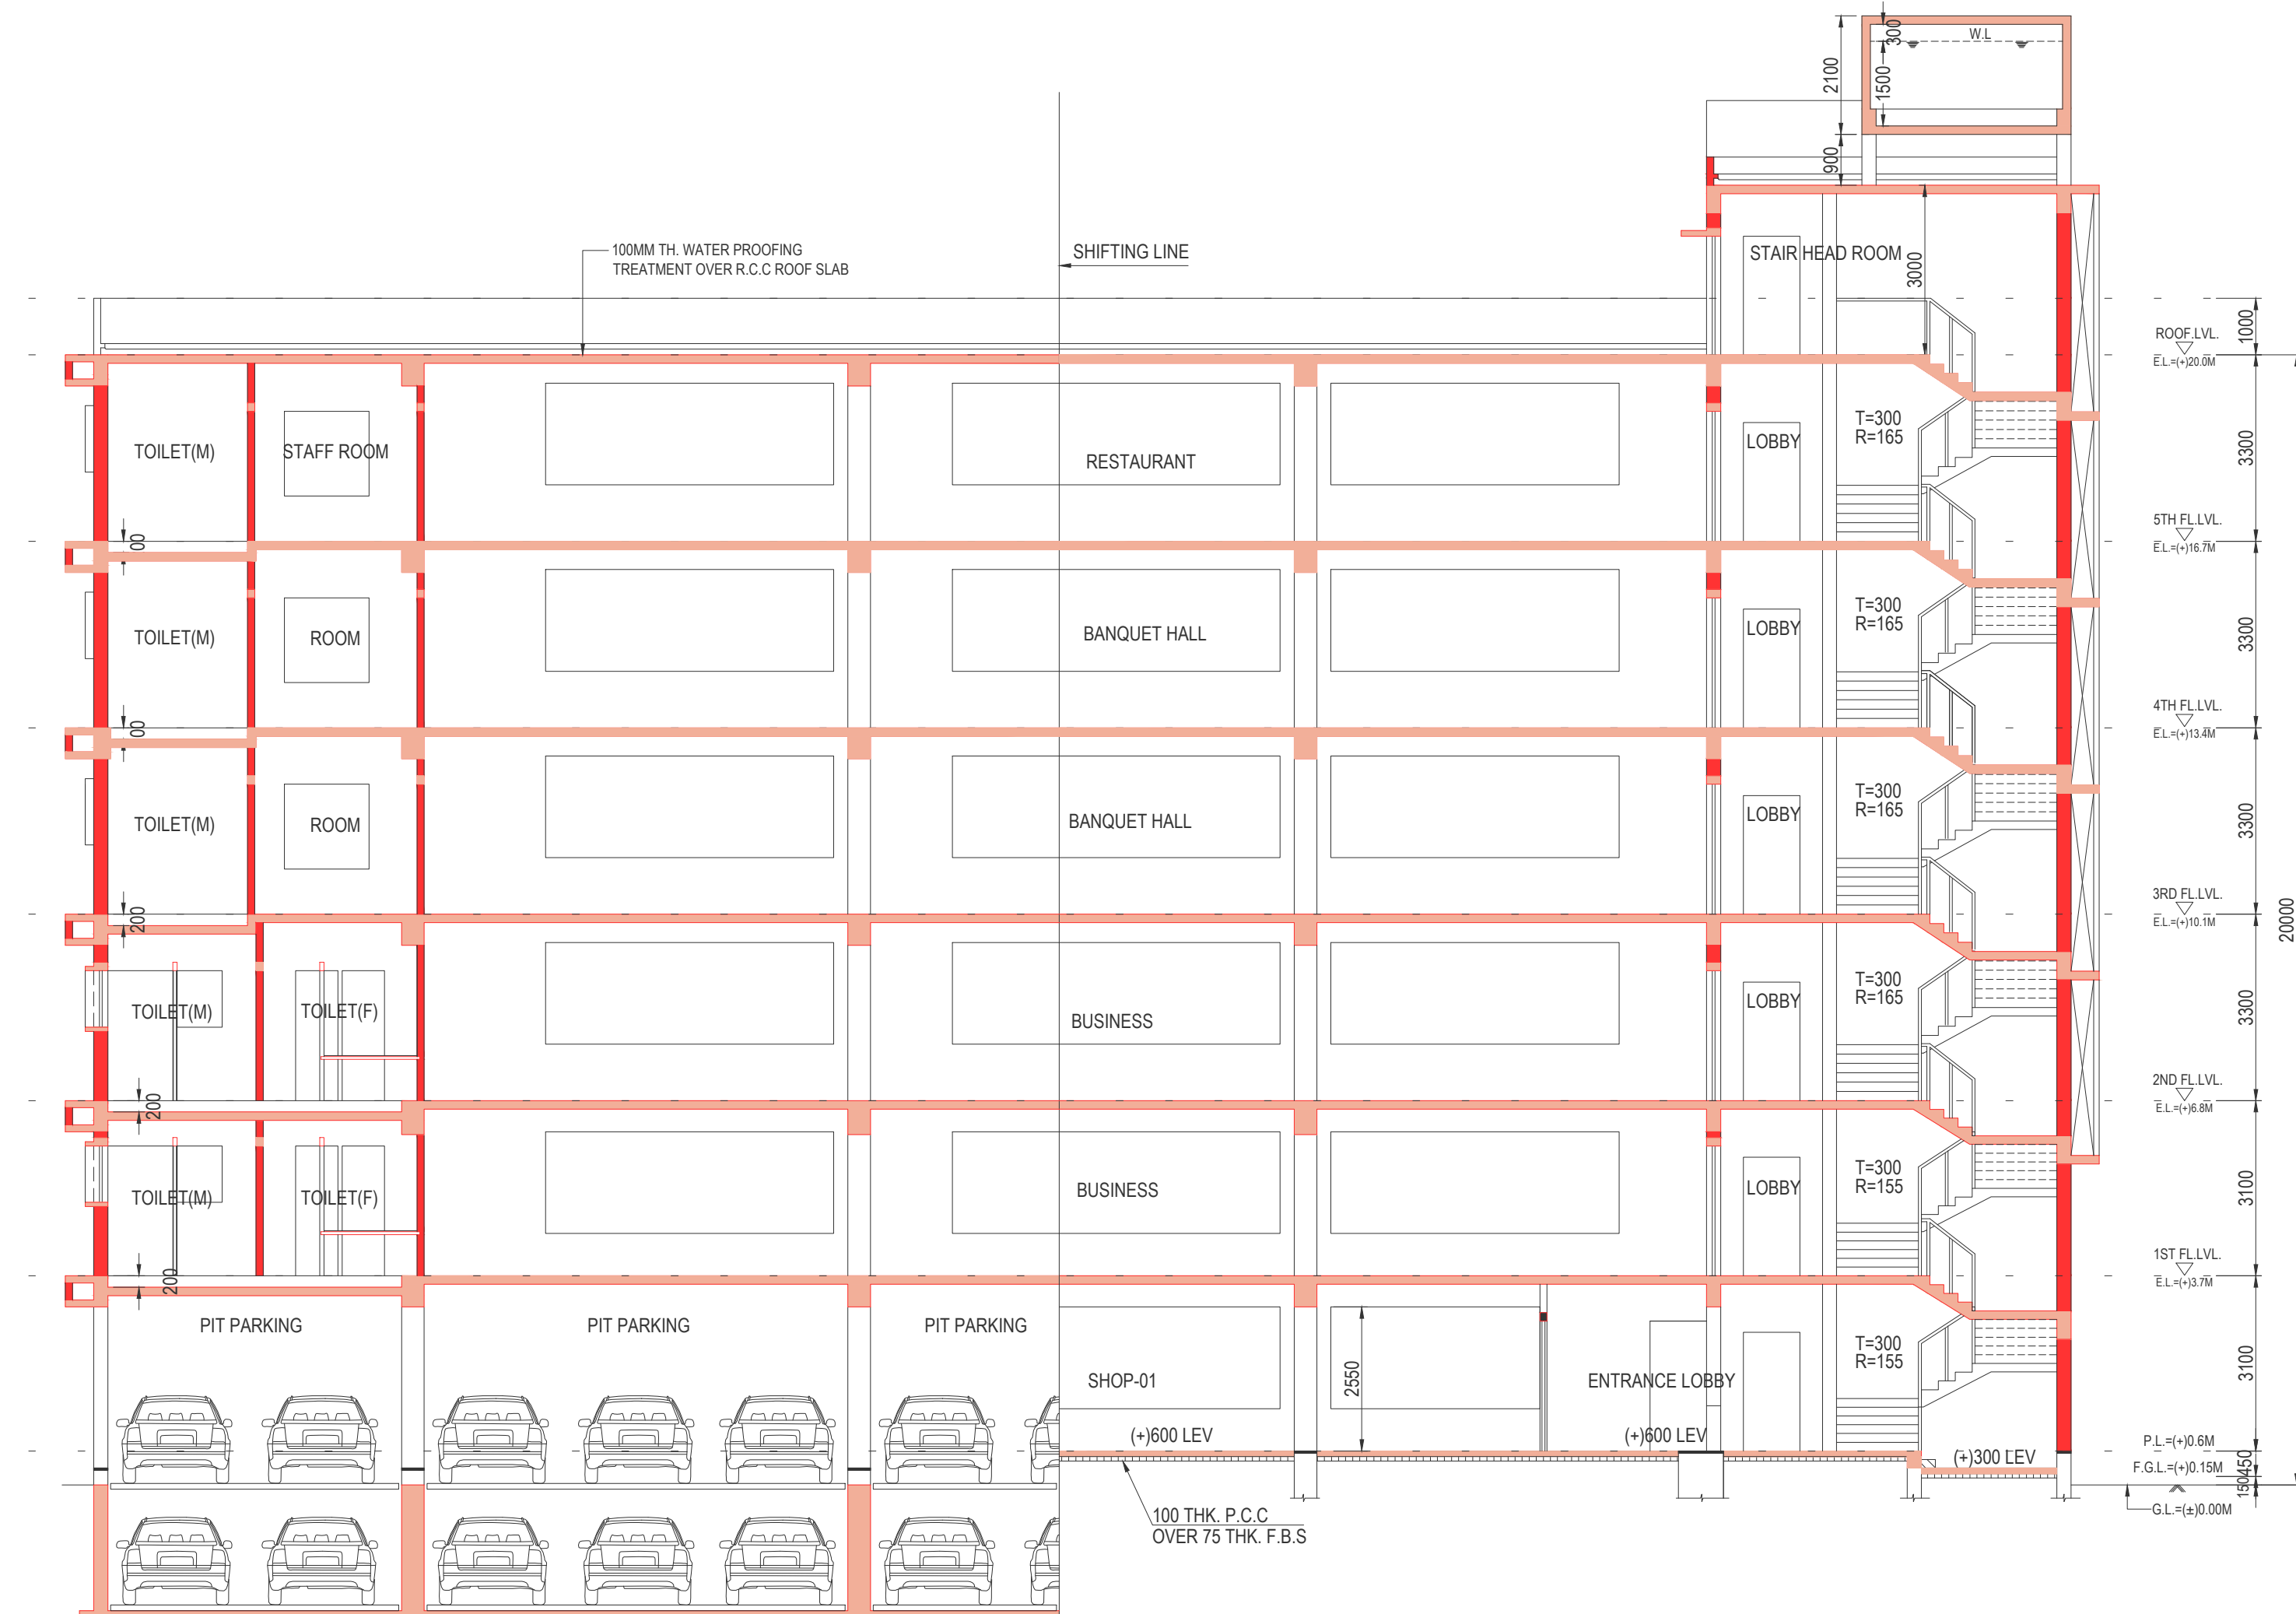 300
W.L
2100
1500
900
100MM TH. WATER PROOFING
TREATMENT OVER R.C.C ROOF SLAB
SHIFTING LINE
STAIR HEAD ROOM
3000
1000
ROOF.LVL.
E.L.=(+)20.0M
TOILET(M)
STAFF ROOM
RESTAURANT
LOBBY
T=300
R=165
3300
5TH FL.LVL.
E.L.=(+)16.7M
00
TOILET(M)
ROOM
BANQUET HALL
LOBBY
T=300
R=165
3300
4TH FL.LVL.
E.L.=(+)13.4M
00
TOILET(M)
ROOM
BANQUET HALL
LOBBY
T=300
R=165
3300
3RD FL.LVL.
E.L.=(+)10.1M
200
20000
TOILET(M)
TOILET(F)
BUSINESS
LOBBY
T=300
R=165
3300
2ND FL.LVL.
E.L.=(+)6.8M
200
TOILET(M)
TOILET(F)
BUSINESS
LOBBY
T=300
R=155
3100
1ST FL.LVL.
E.L.=(+)3.7M
200
PIT PARKING
PIT PARKING
PIT PARKING
SHOP-01
2550
ENTRANCE LOBBY
T=300
R=155
3100
(+)600 LEV
(+)600 LEV
(+)300 LEV
P.L.=(+)0.6M
450
F.G.L.=(+)0.15M
150
G.L.=(±)0.00M
100 THK. P.C.C
OVER 75 THK. F.B.S